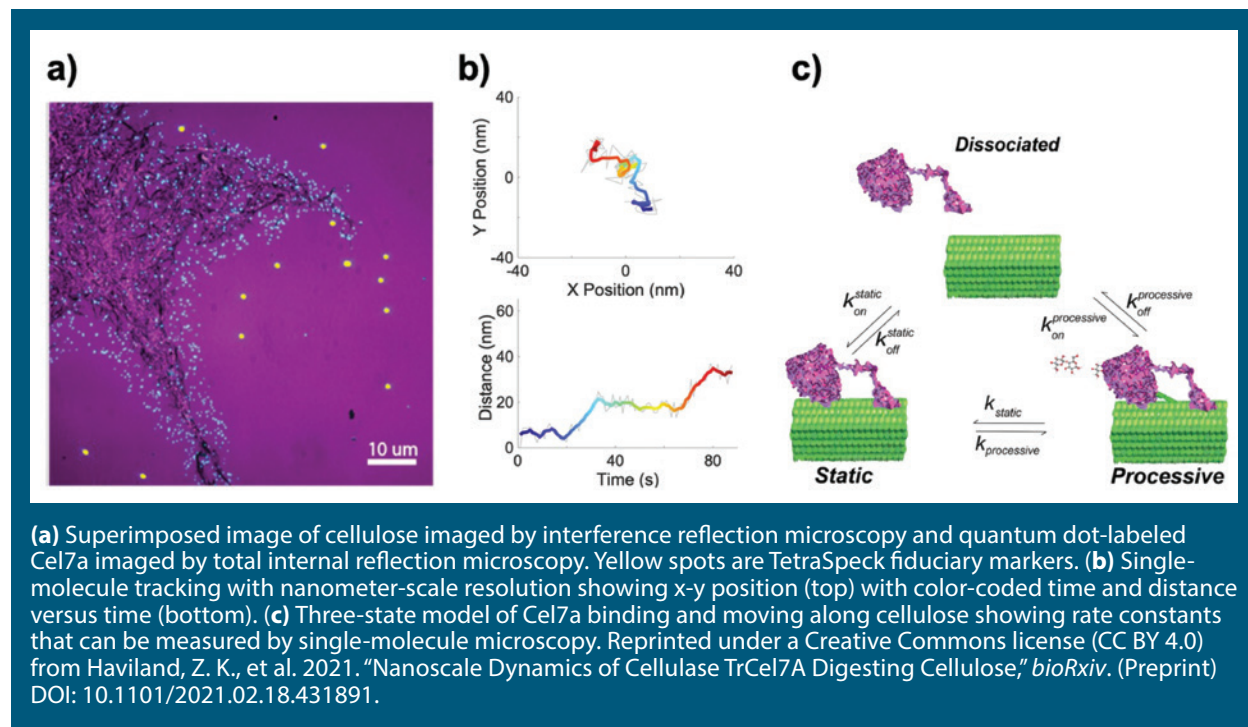 a)
10 um
b)
Y Position (nm)
40
0
-40
-40
0
40
X Position (nm)
Distance (nm)
60
40
20
0
0
40
80
Time (s)
c)
Dissociated
k on static
k off static
k on processive
k off processive
k static
k processive
Static
Processive
(a) Superimposed image of cellulose imaged by interference reflection microscopy and quantum dot-labeled
Cel7a imaged by total internal reflection microscopy. Yellow spots are TetraSpeck fiduciary markers. (b) Single-
molecule tracking with nanometer-scale resolution showing x-y position (top) with color-coded time and distance
versus time (bottom). (c) Three-state model of Cel7a binding and moving along cellulose showing rate constants
that can be measured by single-molecule microscopy. Reprinted under a Creative Commons license (CC BY 4.0)
from Haviland, Z. K., et al. 2021. “Nanoscale Dynamics of Cellulase TrCel7A Digesting Cellulose,” bioRxiv. (Preprint)
DOI: 10.1101/2021.02.18.431891.